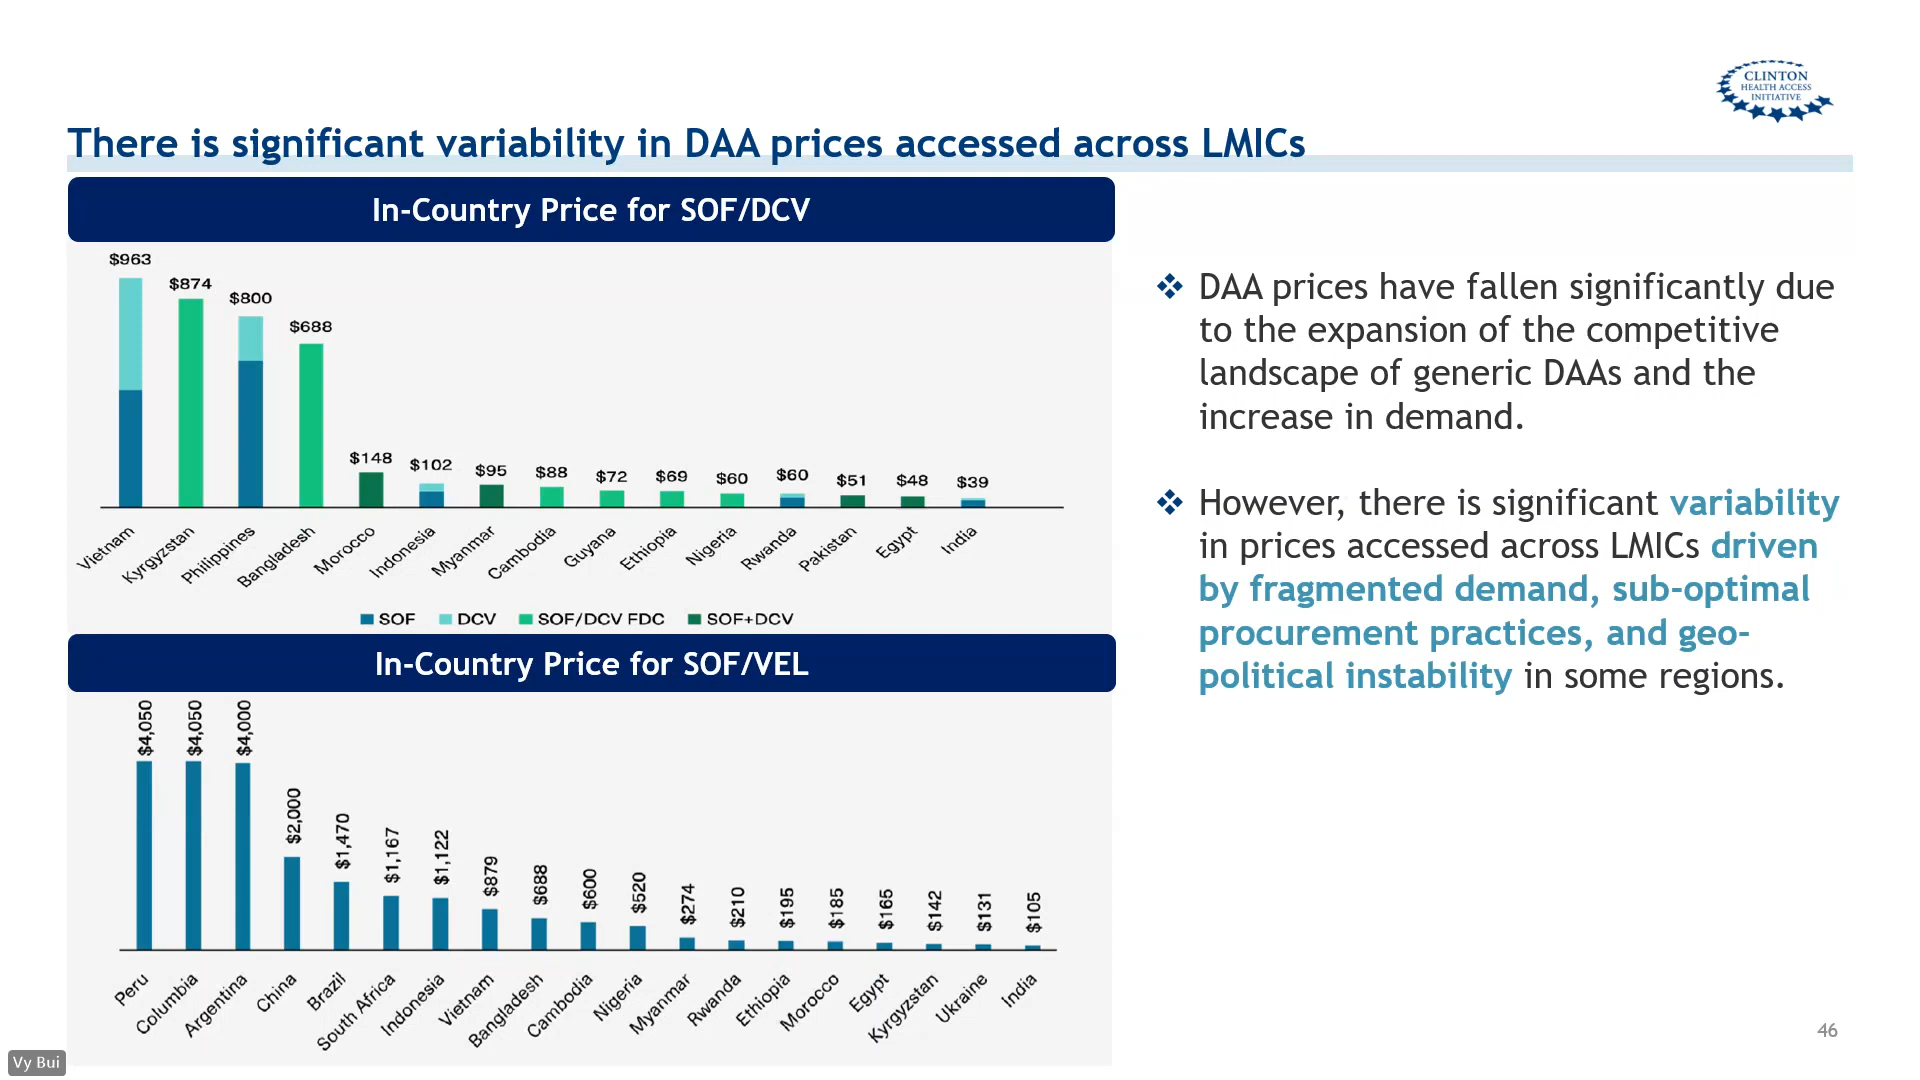 CLINTON
HEALTH ACCESS
INITIATIVE
There is significant variability in DAA prices accessed across LMICs
In-Country Price for SOF/DCV
$963
$874
$800
$688
$148
$102
$95
$88
$72
$69
$60
$60
$51
$48
$39
Vietnam
Kyrgyzstan
Philippines
Bangladesh
Morocco
Indonesia
Myanmar
Cambodia
Guyana
Ethiopia
Nigeria
Rwanda
Pakistan
Egypt
India
SOF DCV SOF/DCV FDC SOF+DCV
In-Country Price for SOF/VEL
$4,050
$4,050
$4,000
$2,000
$1,470
$1,167
$1,122
$879
$688
$600
$520
$274
$210
$195
$185
$165
$142
$131
$105
Peru
Columbia
Argentina
China
Brazil
South Africa
Indonesia
Vietnam
Bangladesh
Cambodia
Nigeria
Myanmar
Rwanda
Ethiopia
Morocco
Egypt
Kyrgyzstan
Ukraine
India
DAA prices have fallen significantly due
to the expansion of the competitive
landscape of generic DAAs and the
increase in demand.
However, there is significant variability
in prices accessed across LMICs driven
by fragmented demand, sub-optimal
procurement practices, and geo-
political instability in some regions.
46
Vy Bui